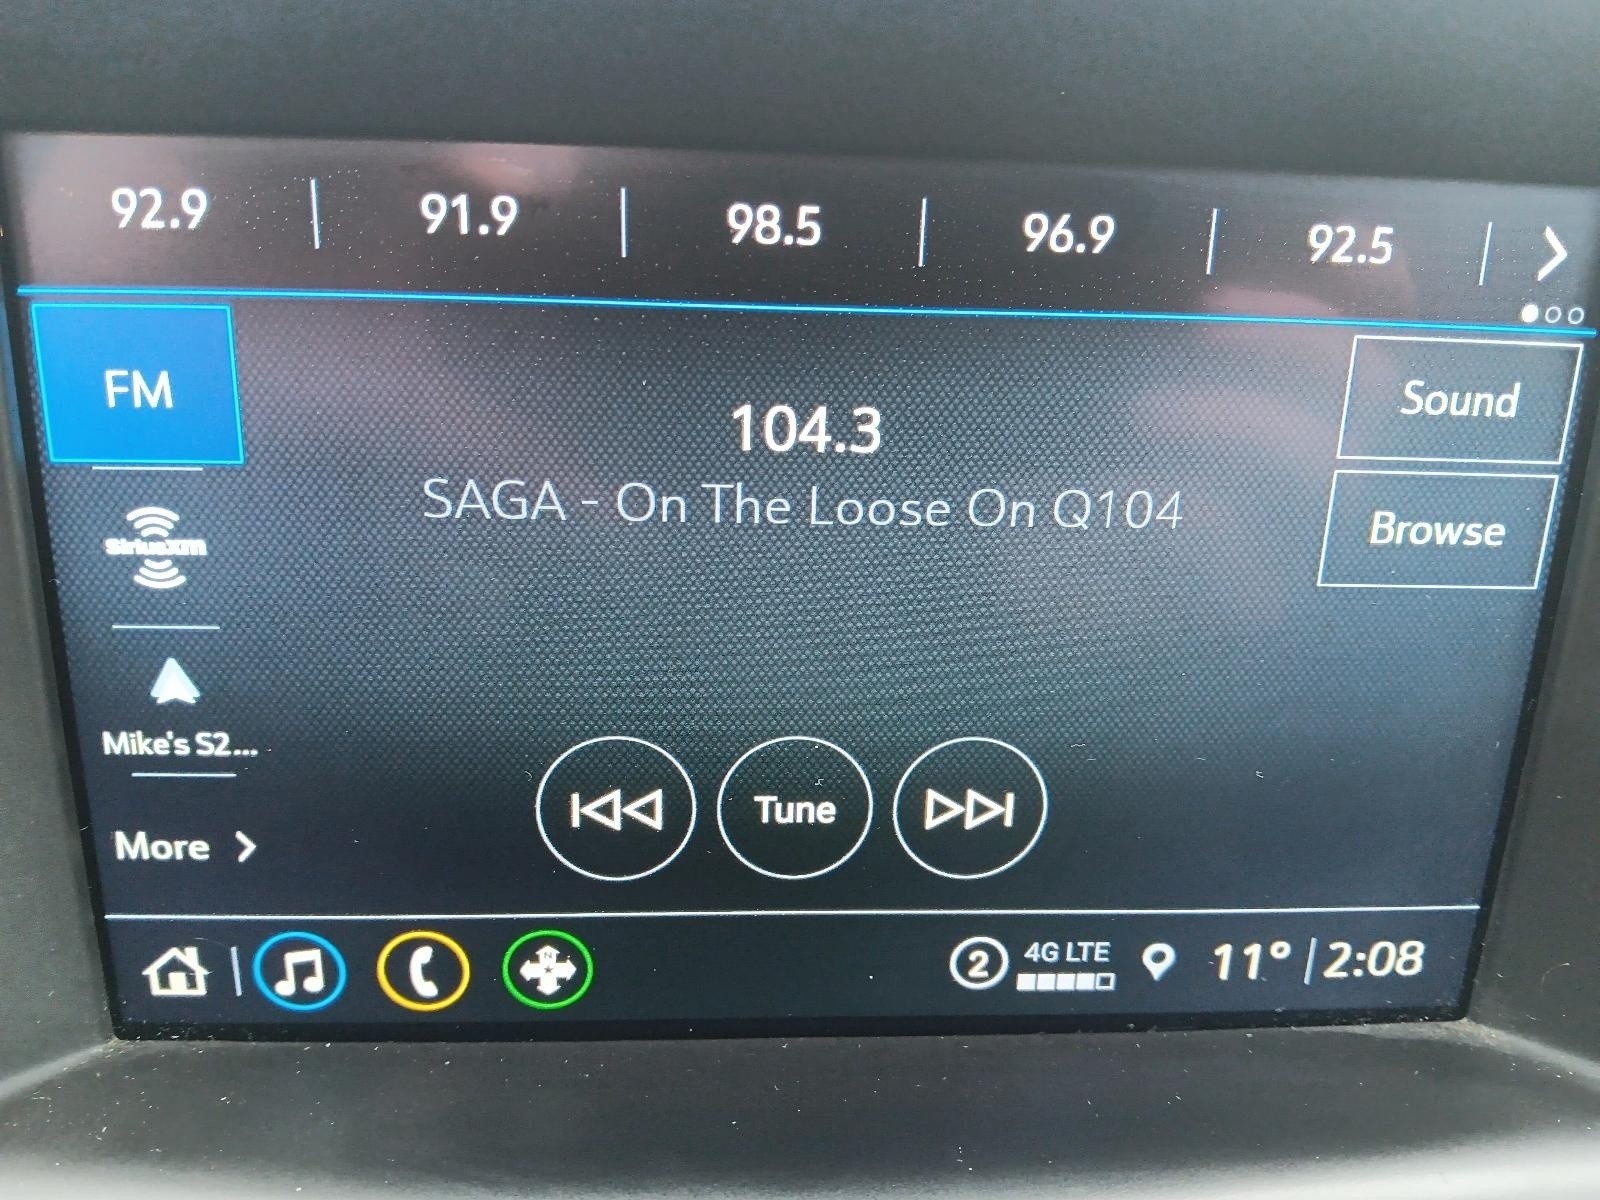 92.9 | 91.9 | 98.5 | 96.9 | 92.5
FM
104.3
Sound
SAGA - On The Loose On Q104
Browse
SiriusXm
Mike's S2...
Tune
More
N
2 4G LTE 11° | 2:08